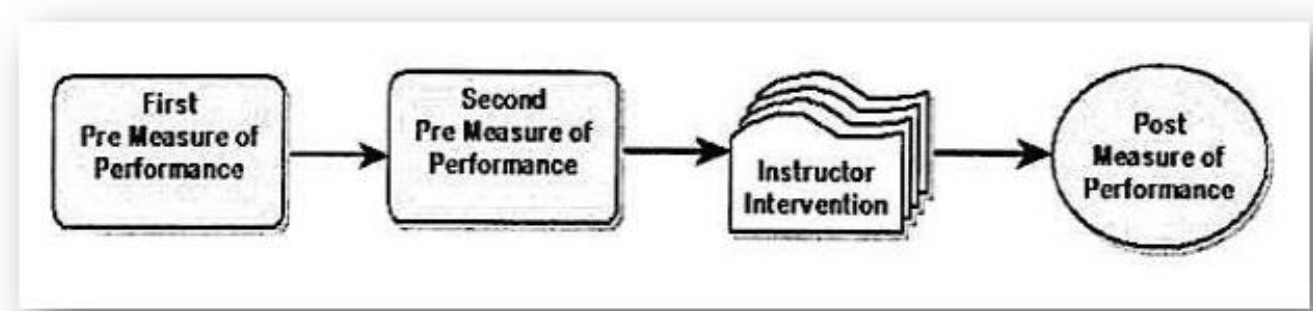 First
Pre Measure of
Performance
Second
Pre Measure of
Performance
Instructor
Intervention
Post
Measure of
Performance